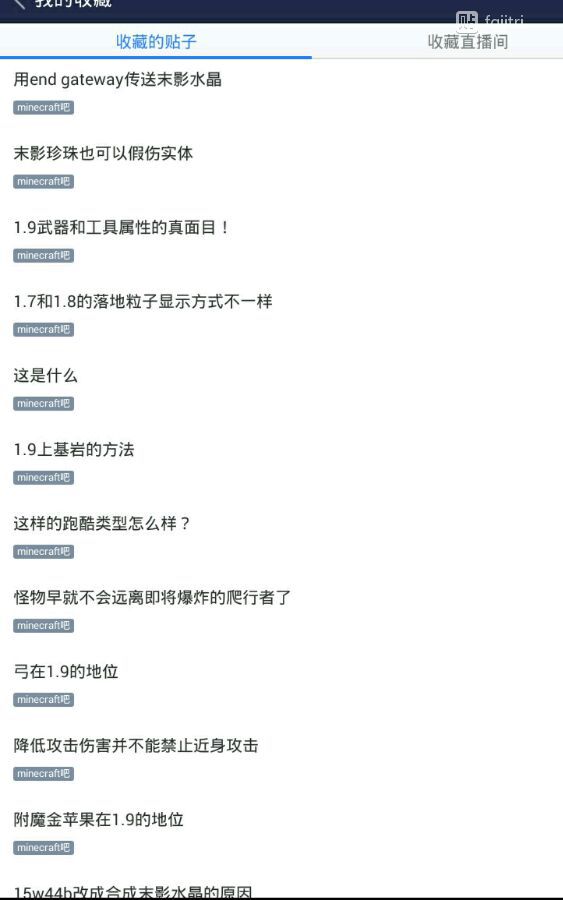 我的收藏
贴 fqjjtrj
收藏的贴子
收藏直播间
用end gateway传送末影水晶
minecraft吧
末影珍珠也可以假伤实体
minecraft吧
1.9武器和工具属性的真面目！
minecraft吧
1.7和1.8的落地粒子显示方式不一样
minecraft吧
这是什么
minecraft吧
1.9上基岩的方法
minecraft吧
这样的跑酷类型怎么样？
minecraft吧
怪物早就不会远离即将爆炸的爬行者了
minecraft吧
弓在1.9的地位
minecraft吧
降低攻击伤害并不能禁止近身攻击
minecraft吧
附魔金苹果在1.9的地位
minecraft吧
15w44b改成合成末影水晶的原因